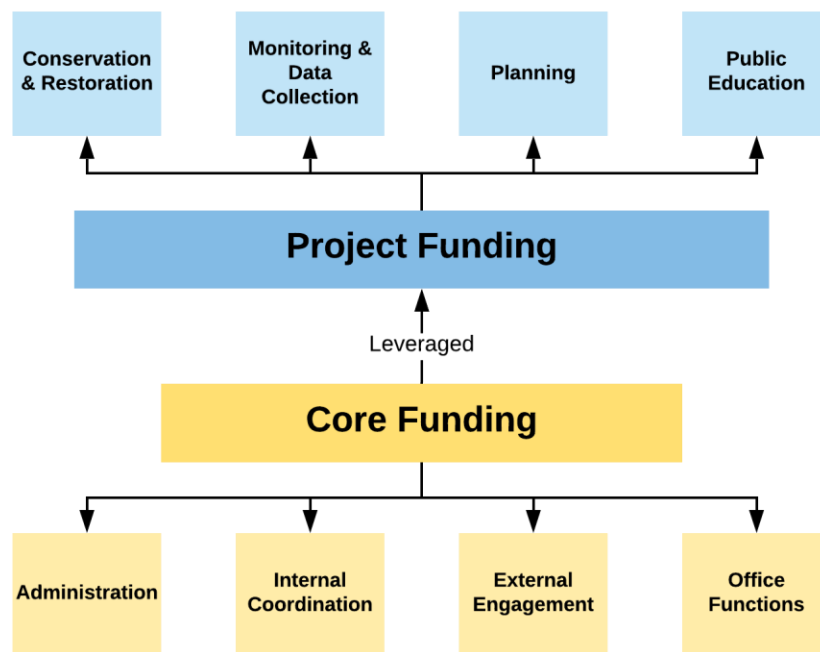 Conservation
& Restoration
Monitoring &
Data
Collection
Planning
Public
Education
Project Funding
Leveraged
Core Funding
Administration
Internal
Coordination
External
Engagement
Office
Functions